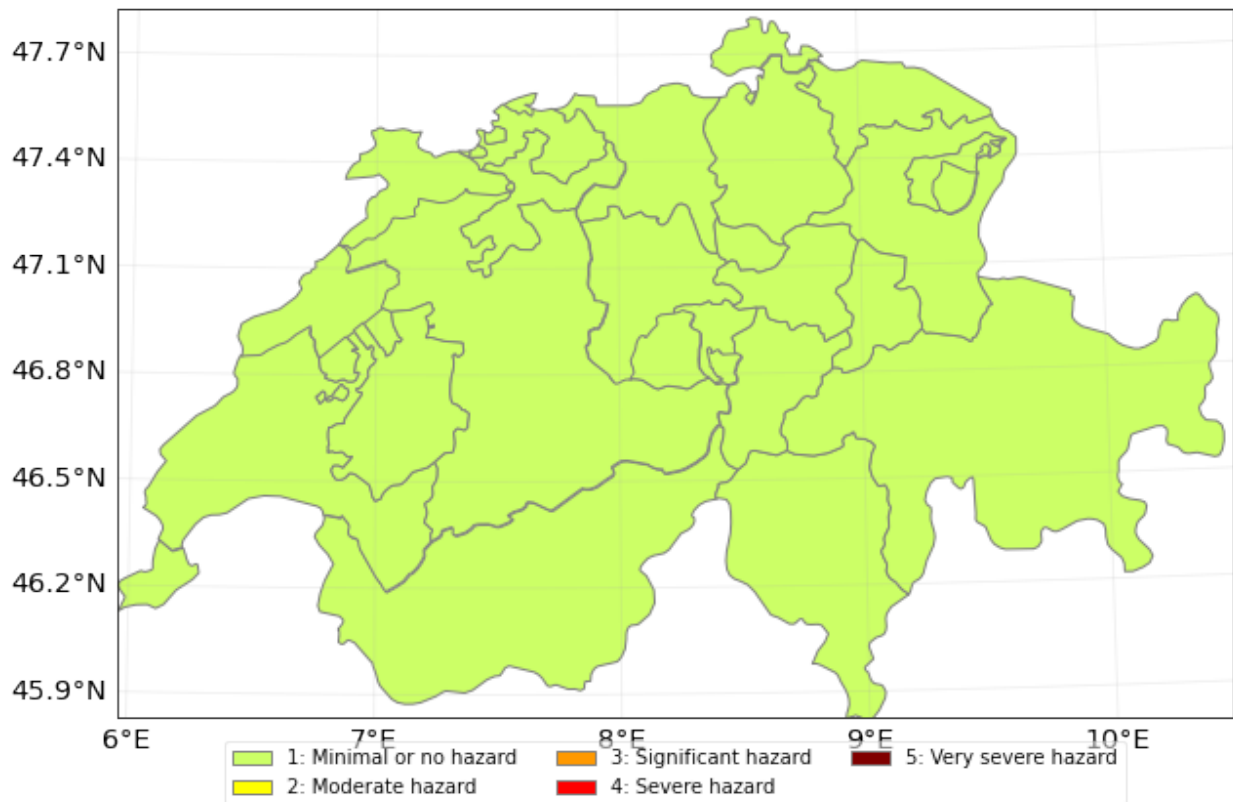 47.7°N
47.4°N
47.1°N
46.8°N
46.5°N
46.2°N
45.9°N
6°E 7°E 8°E 9°E 10°E
1: Minimal or no hazard 3: Significant hazard 5: Very severe hazard
2: Moderate hazard 4: Severe hazard